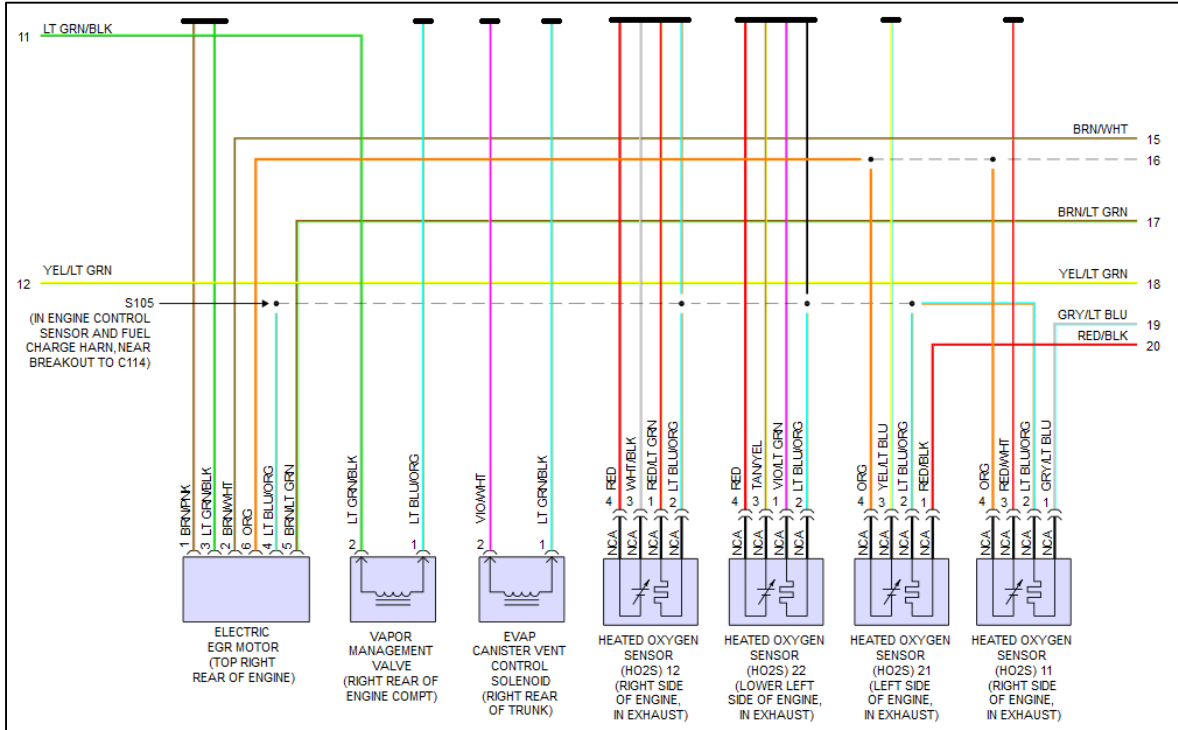 11 LT GRN/BLK
BRN/WHT 15
16
BRN/LT GRN 17
12 YEL/LT GRN
YEL/LT GRN 18
S105
(IN ENGINE CONTROL
SENSOR AND FUEL
CHARGE HARN, NEAR
BREAKOUT TO C114)
GRY/LT BLU 19
RED/BLK 20
1 BRN/PNK
3 LT GRN/BLK
2 BRN/WHT
6 ORG
4 LT BLU/ORG
5 BRN/LT GRN
2 LT GRN/BLK
1 LT BLU/ORG
2 VIO/WHT
1 LT GRN/BLK
4 RED
3 WHT/BLK
1 RED/LT GRN
2 LT BLU/ORG
4 RED
3 TAN/YEL
1 VIO/LT GRN
2 LT BLU/ORG
4 ORG
3 YEL/LT BLU
2 LT BLU/ORG
1 RED/BLK
4 ORG
3 RED/WHT
2 LT BLU/ORG
1 GRY/LT BLU
NCA NCA NCA NCA
NCA NCA NCA NCA
NCA NCA NCA NCA
NCA NCA NCA NCA
ELECTRIC
EGR MOTOR
(TOP RIGHT
REAR OF ENGINE)
VAPOR
MANAGEMENT
VALVE
(RIGHT REAR OF
ENGINE COMPT)
EVAP
CANISTER VENT
CONTROL
SOLENOID
(RIGHT REAR
OF TRUNK)
HEATED OXYGEN
SENSOR
(HO2S) 12
(RIGHT SIDE
OF ENGINE,
IN EXHAUST)
HEATED OXYGEN
SENSOR
(HO2S) 22
(LOWER LEFT
SIDE OF ENGINE,
IN EXHAUST)
HEATED OXYGEN
SENSOR
(HO2S) 21
(LEFT SIDE
OF ENGINE,
IN EXHAUST)
HEATED OXYGEN
SENSOR
(HO2S) 11
(RIGHT SIDE
OF ENGINE,
IN EXHAUST)